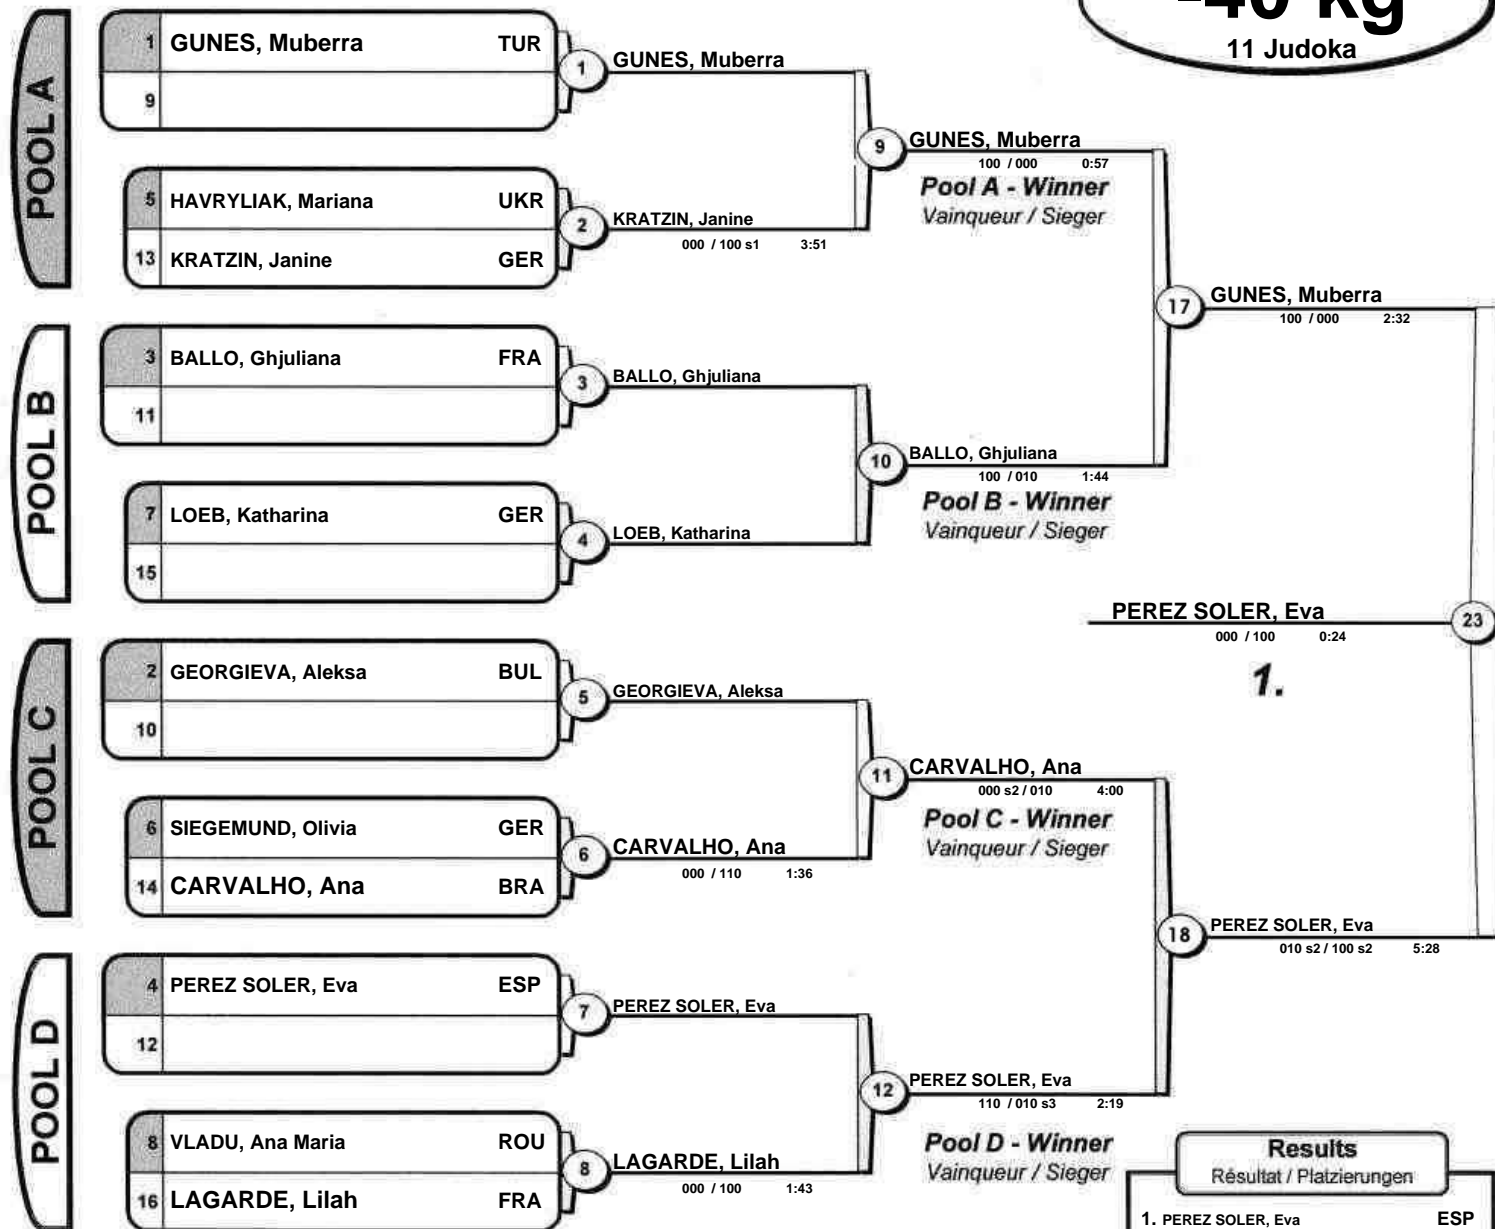 -40 kg
11 Judoka
POOL A
1 GUNES, Muberra TUR
9
1 GUNES, Muberra
5 HAVRYLIAK, Mariana UKR
13 KRATZIN, Janine GER
2 KRATZIN, Janine
000 / 100 s1 3:51
9 GUNES, Muberra
100 / 000 0:57
Pool A - Winner
Vainqueur / Sieger
POOL B
3 BALLO, Ghjuliana FRA
11
3 BALLO, Ghjuliana
7 LOEB, Katharina GER
15
4 LOEB, Katharina
10 BALLO, Ghjuliana
100 / 010 1:44
Pool B - Winner
Vainqueur / Sieger
17 GUNES, Muberra
100 / 000 2:32
PEREZ SOLER, Eva 23
000 / 100 0:24
1.
POOL C
2 GEORGIEVA, Aleksa BUL
10
5 GEORGIEVA, Aleksa
6 SIEGEMUND, Olivia GER
14 CARVALHO, Ana BRA
6 CARVALHO, Ana
000 / 110 1:36
11 CARVALHO, Ana
000 s2 / 010 4:00
Pool C - Winner
Vainqueur / Sieger
POOL D
4 PEREZ SOLER, Eva ESP
12
7 PEREZ SOLER, Eva
8 VLADU, Ana Maria ROU
16 LAGARDE, Lilah FRA
8 LAGARDE, Lilah
000 / 100 1:43
12 PEREZ SOLER, Eva
110 / 010 s3 2:19
Pool D - Winner
Vainqueur / Sieger
18 PEREZ SOLER, Eva
010 s2 / 100 s2 5:28
Results
Résultat / Platzierungen
1. PEREZ SOLER, Eva ESP